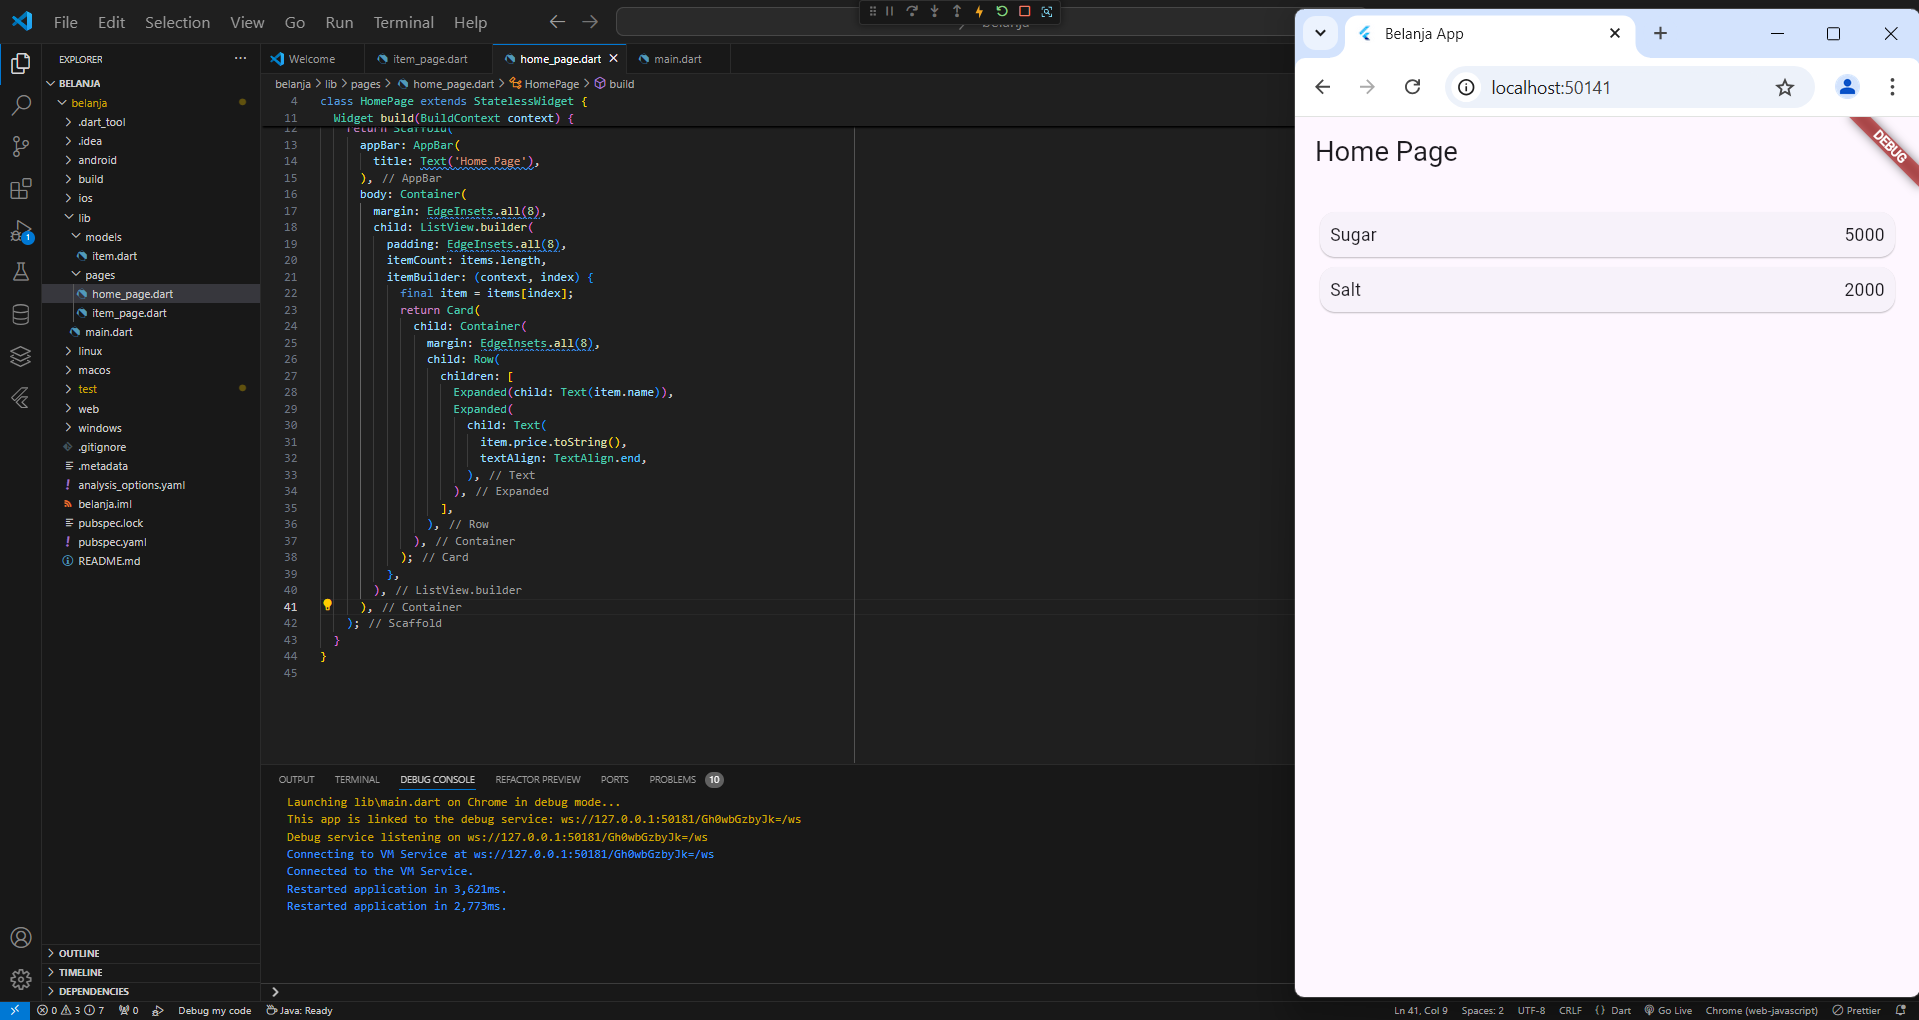 File Edit Selection View Go Run Terminal Help
EXPLORER
BELANJA
belanja
.dart_tool
.idea
android
build
ios
lib
models
item.dart
pages
home_page.dart
item_page.dart
main.dart
linux
macos
test
web
windows
.gitignore
.metadata
analysis_options.yaml
belanja.iml
pubspec.lock
pubspec.yaml
README.md
OUTLINE
TIMELINE
DEPENDENCIES
1
Welcome item_page.dart home_page.dart main.dart
belanja > lib > pages > home_page.dart > HomePage > build
4 class HomePage extends StatelessWidget {
11 Widget build(BuildContext context) {
12 return Scaffold(
13 appBar: AppBar(
14 title: Text('Home Page'),
15 ), // AppBar
16 body: Container(
17 margin: EdgeInsets.all(8),
18 child: ListView.builder(
19 padding: EdgeInsets.all(8),
20 itemCount: items.length,
21 itemBuilder: (context, index) {
22 final item = items[index];
23 return Card(
24 child: Container(
25 margin: EdgeInsets.all(8),
26 child: Row(
27 children: [
28 Expanded(child: Text(item.name)),
29 Expanded(
30 child: Text(
31 item.price.toString(),
32 textAlign: TextAlign.end,
33 ), // Text
34 ), // Expanded
35 ],
36 ), // Row
37 ), // Container
38 ); // Card
39 },
40 ), // ListView.builder
41 ), // Container
42 ); // Scaffold
43 }
44 }
45
OUTPUT TERMINAL DEBUG CONSOLE REFACTOR PREVIEW PORTS PROBLEMS 10
Launching lib\main.dart on Chrome in debug mode...
This app is linked to the debug service: ws://127.0.0.1:50181/Gh0wbGzbyJk=/ws
Debug service listening on ws://127.0.0.1:50181/Gh0wbGzbyJk=/ws
Connecting to VM Service at ws://127.0.0.1:50181/Gh0wbGzbyJk=/ws
Connected to the VM Service.
Restarted application in 3,621ms.
Restarted application in 2,773ms.
0 3 7 0 Debug my code Java: Ready
Ln 41, Col 9 Spaces: 2 UTF-8 CRLF {} Dart Go Live Chrome (web-javascript) Prettier
Belanja App
localhost:50141
Home Page
DEBUG
Sugar 5000
Salt 2000